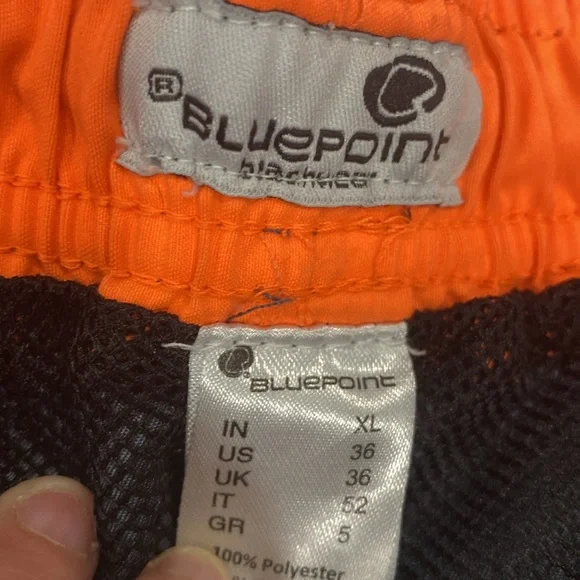 ® BLUEPOINT
blackwear
BLUEPOINT
IN XL
US 36
UK 36
IT 52
GR 5
100% Polyester